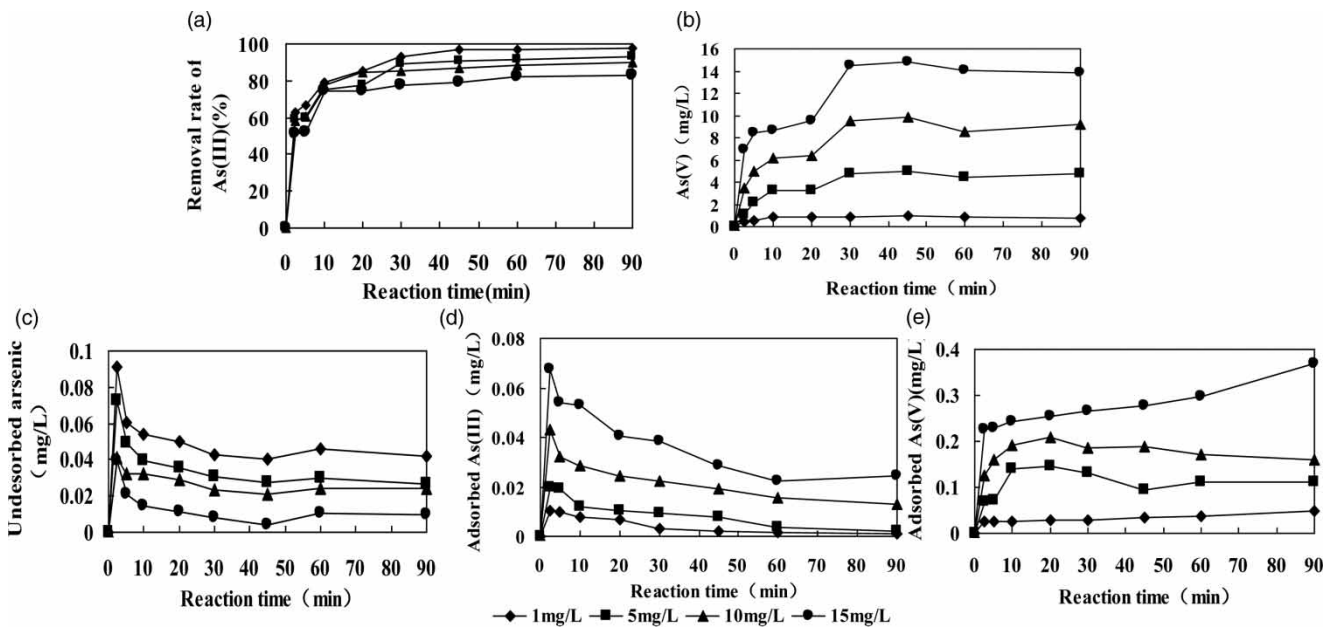 (a)
100
80
60
40
20
0
Removal rate of
As(III)(%)
0 10 20 30 40 50 60 70 80 90
Reaction time(min)
(b)
16
14
12
10
8
6
4
2
0
As(V)（mg/L）
0 10 20 30 40 50 60 70 80 90
Reaction time（min）
(c)
0.1
0.08
0.06
0.04
0.02
0
Undesorbed arsenic
（mg/L）
0 10 20 30 40 50 60 70 80 90
Reaction time（min）
(d)
0.08
0.06
0.04
0.02
0
Adsorbed As(III)（mg/L）
0 10 20 30 40 50 60 70 80 90
Reaction time（min）
(e)
0.4
0.3
0.2
0.1
0
Adsorbed As(V)(mg/L)
0 10 20 30 40 50 60 70 80 90
Reaction time（min）
1mg/L 5mg/L 10mg/L 15mg/L